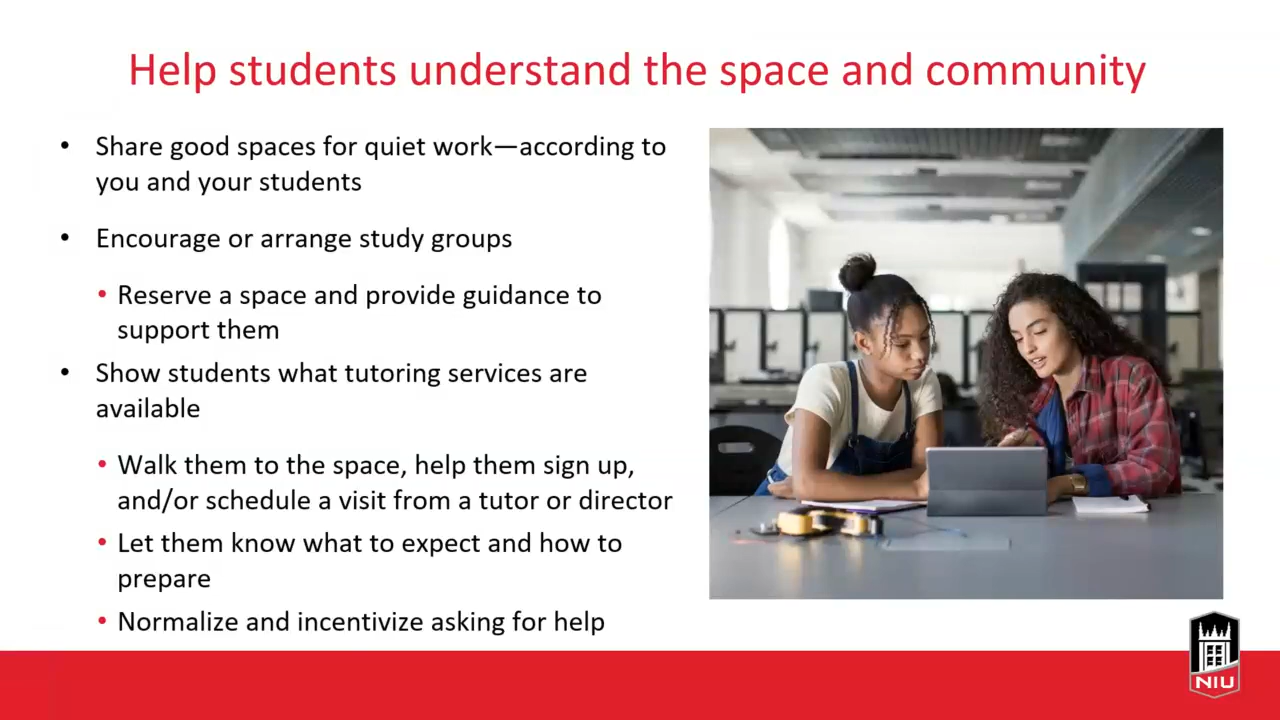 Help students understand the space and community
• Share good spaces for quiet work—according to
you and your students
• Encourage or arrange study groups
• Reserve a space and provide guidance to
support them
• Show students what tutoring services are
available
• Walk them to the space, help them sign up,
and/or schedule a visit from a tutor or director
• Let them know what to expect and how to
prepare
• Normalize and incentivize asking for help
NIU